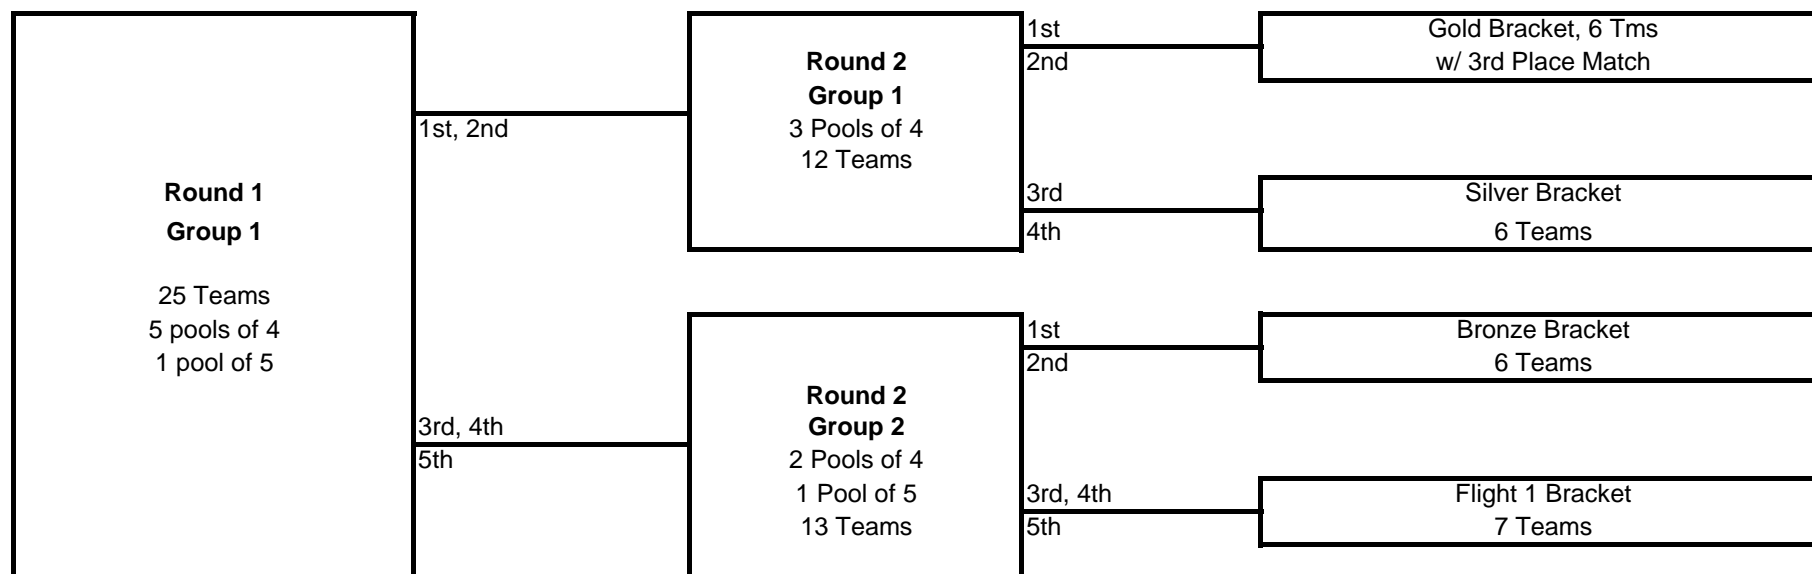 Round 1
Group 1
25 Teams
5 pools of 4
1 pool of 5
1st, 2nd
3rd, 4th
5th
Round 2
Group 1
3 Pools of 4
12 Teams
1st
2nd
3rd
4th
Gold Bracket, 6 Tms
w/ 3rd Place Match
Silver Bracket
6 Teams
Round 2
Group 2
2 Pools of 4
1 Pool of 5
13 Teams
1st
2nd
3rd, 4th
5th
Bronze Bracket
6 Teams
Flight 1 Bracket
7 Teams